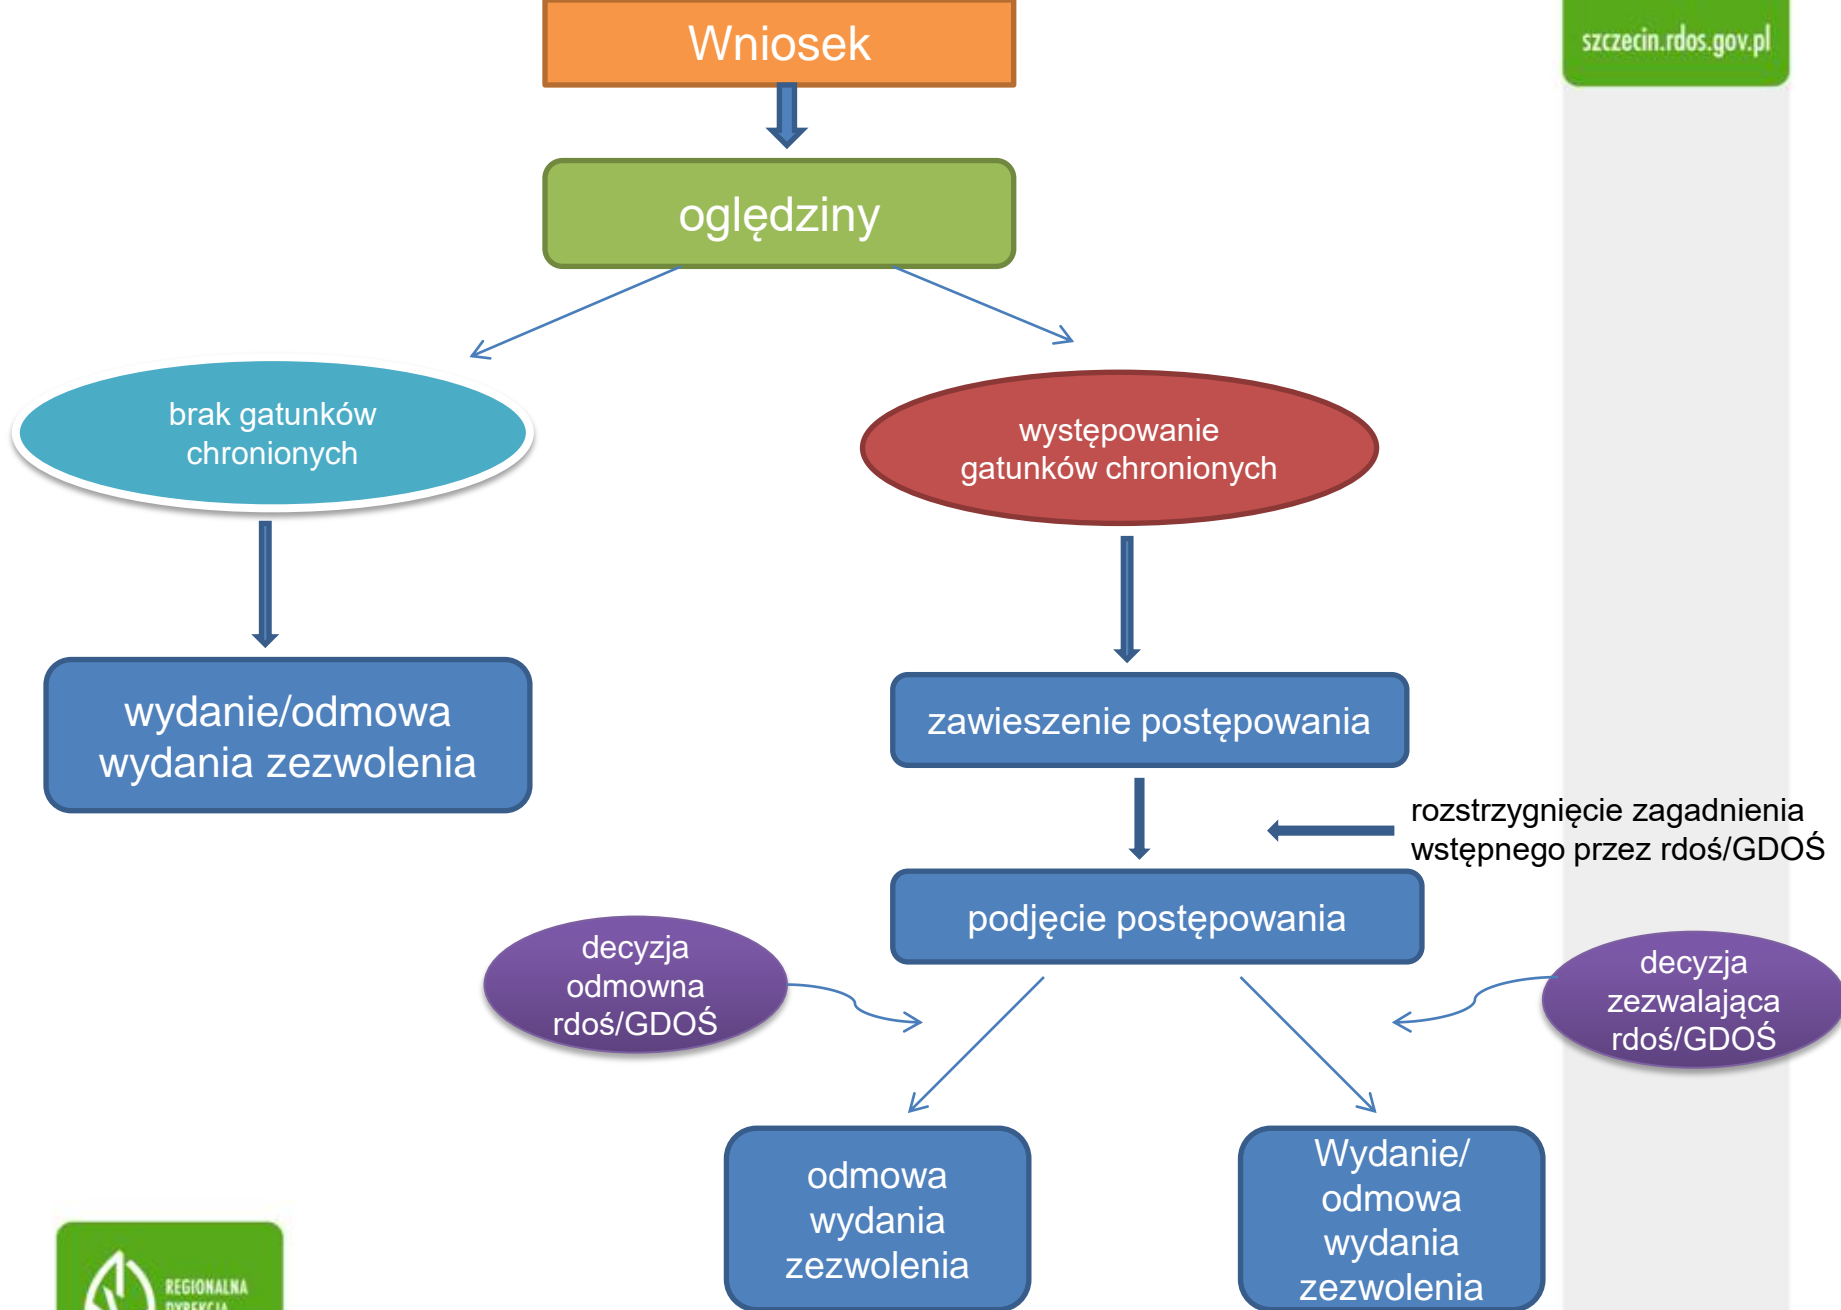 Wniosek
szczecin.rdos.gov.pl
oględziny
brak gatunków
chronionych
występowanie
gatunków chronionych
wydanie/odmowa
wydania zezwolenia
zawieszenie postępowania
rozstrzygnięcie zagadnienia
wstępnego przez rdoś/GDOŚ
podjęcie postępowania
decyzja
odmowna
rdoś/GDOŚ
decyzja
zezwalająca
rdoś/GDOŚ
odmowa
wydania
zezwolenia
Wydanie/
odmowa
wydania
zezwolenia
REGIONALNA
DYREKCJA